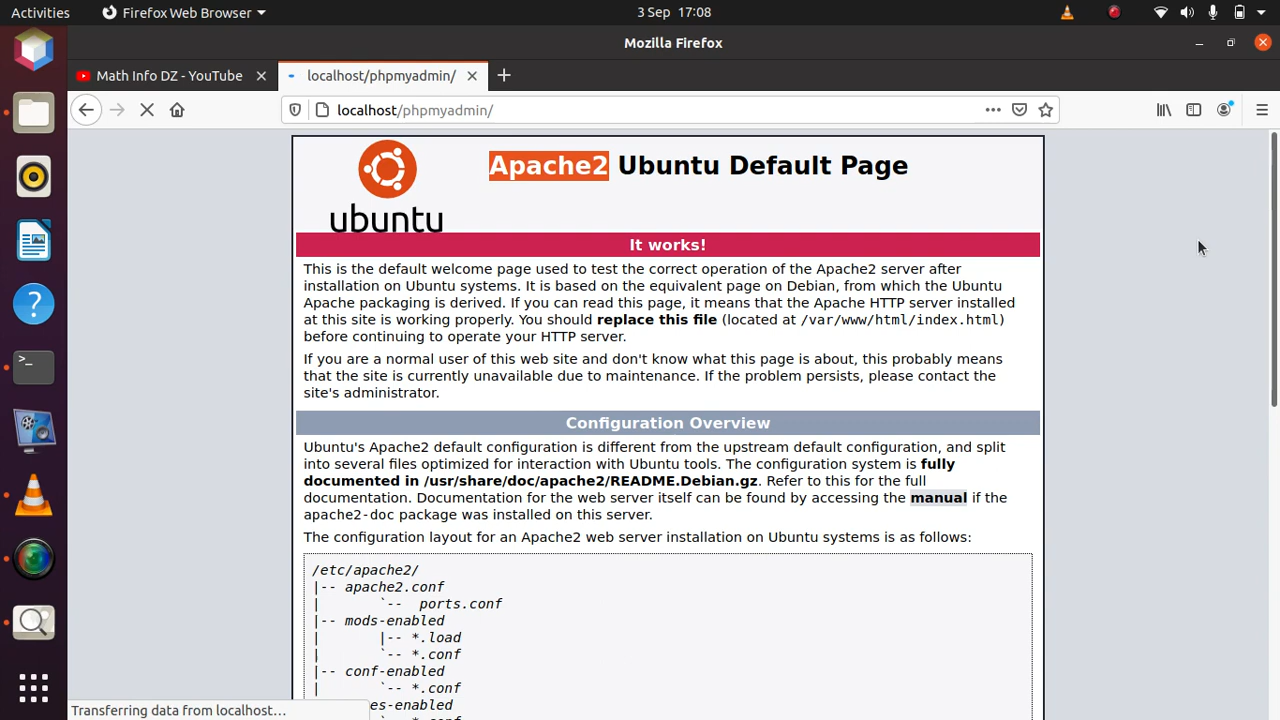 Activities
Firefox Web Browser
3 Sep 17:08
Mozilla Firefox
Math Info DZ - YouTube
localhost/phpmyadmin/
localhost/phpmyadmin/
ubuntu
Apache2 Ubuntu Default Page
It works!
This is the default welcome page used to test the correct operation of the Apache2 server after
installation on Ubuntu systems. It is based on the equivalent page on Debian, from which the Ubuntu
Apache packaging is derived. If you can read this page, it means that the Apache HTTP server installed
at this site is working properly. You should replace this file (located at /var/www/html/index.html)
before continuing to operate your HTTP server.
If you are a normal user of this web site and don't know what this page is about, this probably means
that the site is currently unavailable due to maintenance. If the problem persists, please contact the
site's administrator.
Configuration Overview
Ubuntu's Apache2 default configuration is different from the upstream default configuration, and split
into several files optimized for interaction with Ubuntu tools. The configuration system is fully
documented in /usr/share/doc/apache2/README.Debian.gz. Refer to this for the full
documentation. Documentation for the web server itself can be found by accessing the manual if the
apache2-doc package was installed on this server.
The configuration layout for an Apache2 web server installation on Ubuntu systems is as follows:
/etc/apache2/
|-- apache2.conf
|       `--  ports.conf
|-- mods-enabled
|       |-- *.load
|       `-- *.conf
|-- conf-enabled
|       `-- *.conf
es-enabled
Transferring data from localhost…